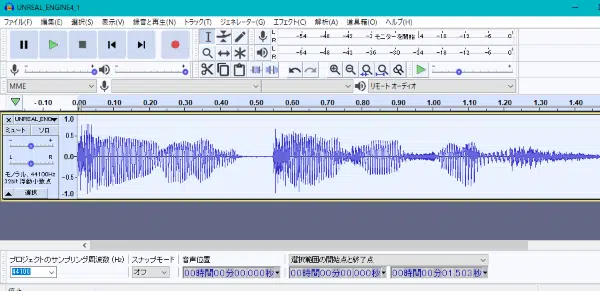 UNREAL_ENGINE4_1
ファイル(F) 編集(E) 選択(S) 表示(V) 録音と再生(N) トラック(T) ジェネレーター(G) エフェクト(C) 解析(A) 道具箱(O) ヘルプ(H)
L -54 -48 -42 モニターを開始 -18 -12 -6 0
R
L -54 -48 -42 -36 -30 -24 -18 -12 -6 0
R
MME リモート オーディオ
-0.10 0.00 0.10 0.20 0.30 0.40 0.50 0.60 0.70 0.80 0.90 1.00 1.10 1.20 1.30 1.40
× UNREAL_ENG▼ 1.0
ミュート ソロ
- + 0.5
L R 0.0
モノラル, 44100Hz
32bit 浮動小数点 -0.5
▲ 選択 -1.0
プロジェクトのサンプリング周波数 (Hz) スナップモード 音声位置 選択範囲の開始点と終了点
44100 オフ 00時間00分00.000秒 00時間00分00.000秒 00時間00分01.503秒